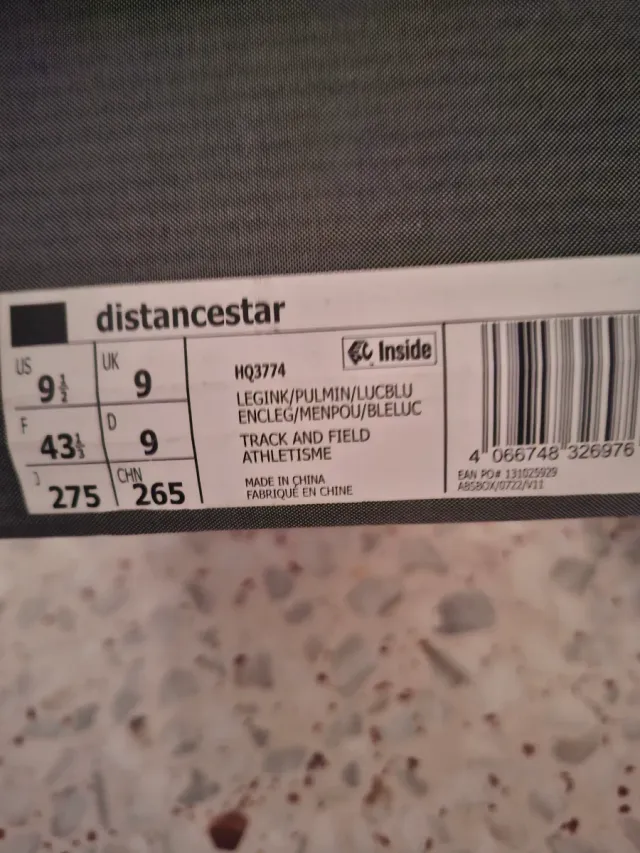 distancestar
US 9½
UK 9
F 43⅓
D 9
J 275
CHN 265
HQ3774
Inside
LEGINK/PULMIN/LUCBLU
ENCLEG/MENPOU/BLELUC
TRACK AND FIELD
ATHLETISME
MADE IN CHINA
FABRIQUÉ EN CHINE
4 066748 326976
EAN PO# 131025929
ABSBOX/0722/V11